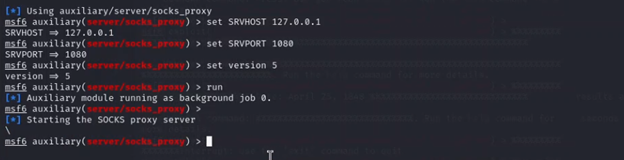 [*] Using auxiliary/server/socks_proxy
msf6 auxiliary(server/socks_proxy) > set SRVHOST 127.0.0.1
SRVHOST => 127.0.0.1
msf6 auxiliary(server/socks_proxy) > set SRVPORT 1080
SRVPORT => 1080
msf6 auxiliary(server/socks_proxy) > set version 5
version => 5
msf6 auxiliary(server/socks_proxy) > run
[*] Auxiliary module running as background job 0.
msf6 auxiliary(server/socks_proxy) >
[*] Starting the SOCKS proxy server
\
msf6 auxiliary(server/socks_proxy) >